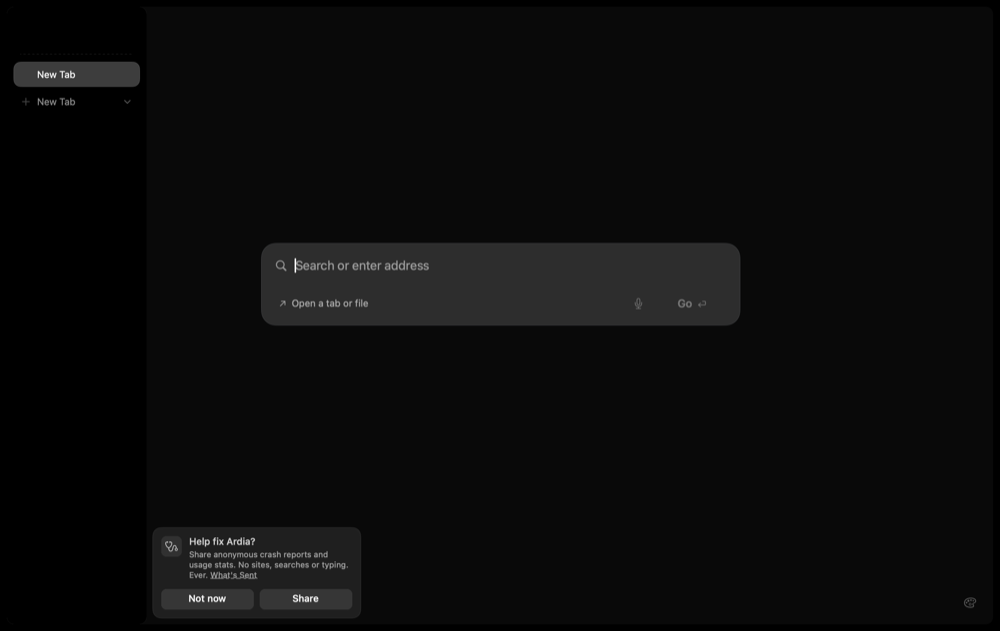 New Tab
New Tab
Search or enter address
Open a tab or file
Go
Help fix Ardia?
Share anonymous crash reports and
usage stats. No sites, searches or typing.
Ever. What's Sent
Not now
Share